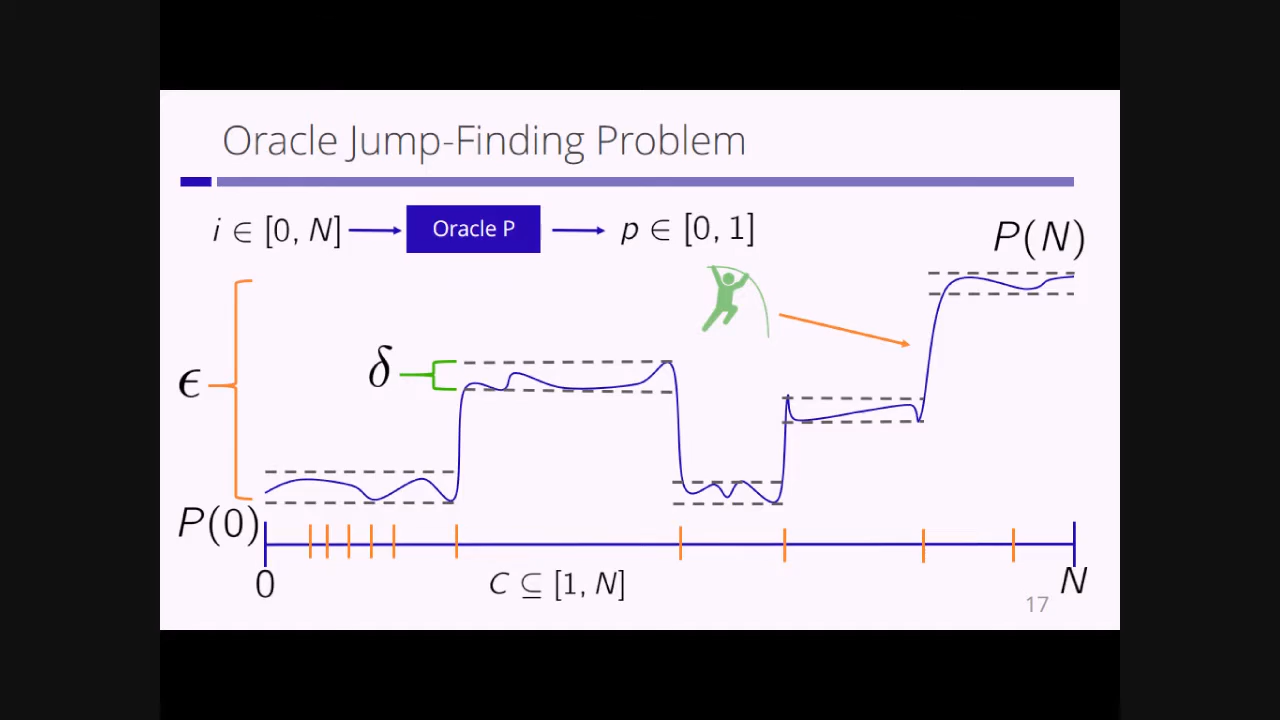 Oracle Jump-Finding Problem
i ∈ [0, N]
Oracle P
p ∈ [0, 1]
P(N)
δ
ϵ
P(0)
0
C ⊆ [1, N]
N
17